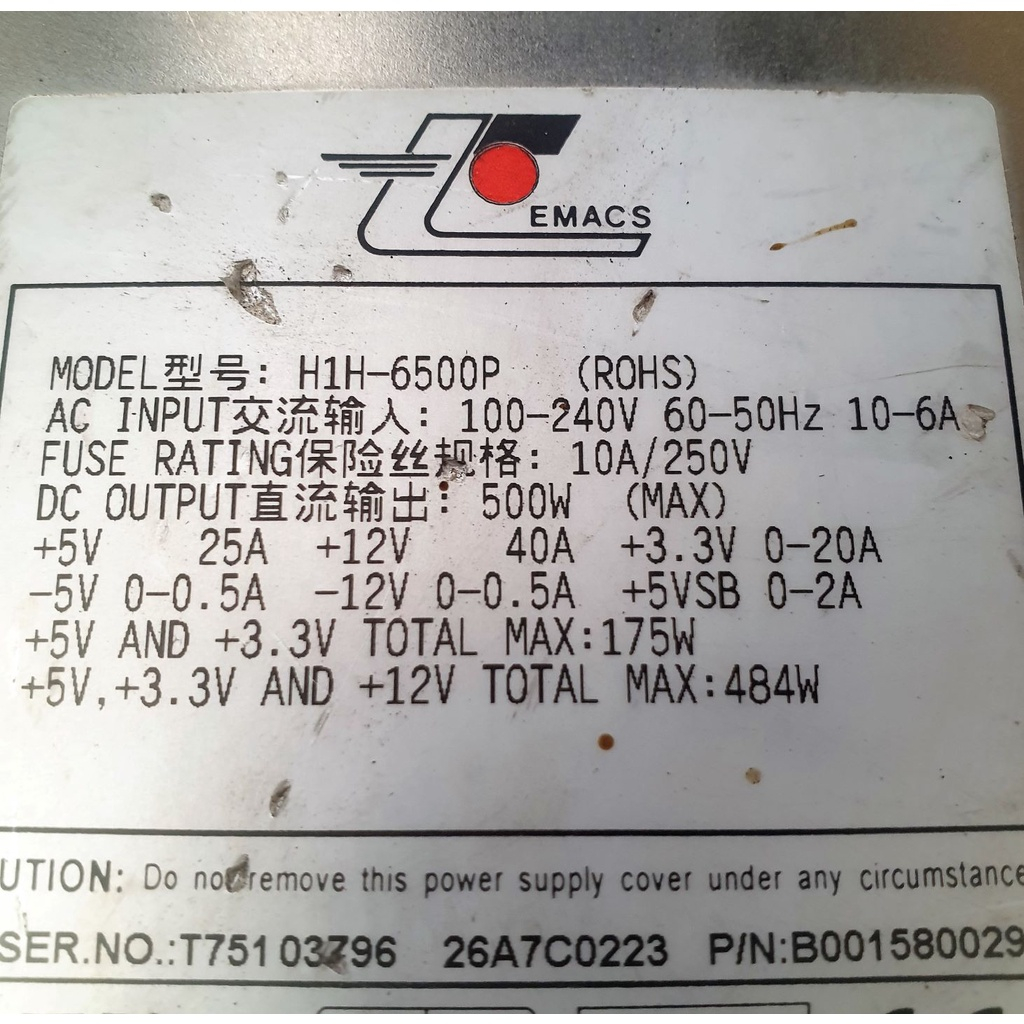 EMACS
MODEL型号: H1H-6500P (ROHS)
AC INPUT交流输入: 100-240V 60-50Hz 10-6A
FUSE RATING保险丝规格: 10A/250V
DC OUTPUT直流输出: 500W (MAX)
+5V 25A +12V 40A +3.3V 0-20A
-5V 0-0.5A -12V 0-0.5A +5VSB 0-2A
+5V AND +3.3V TOTAL MAX:175W
+5V,+3.3V AND +12V TOTAL MAX:484W
UTION: Do not remove this power supply cover under any circumstance
SER.NO.:T75103796 26A7C0223 P/N:B001580029